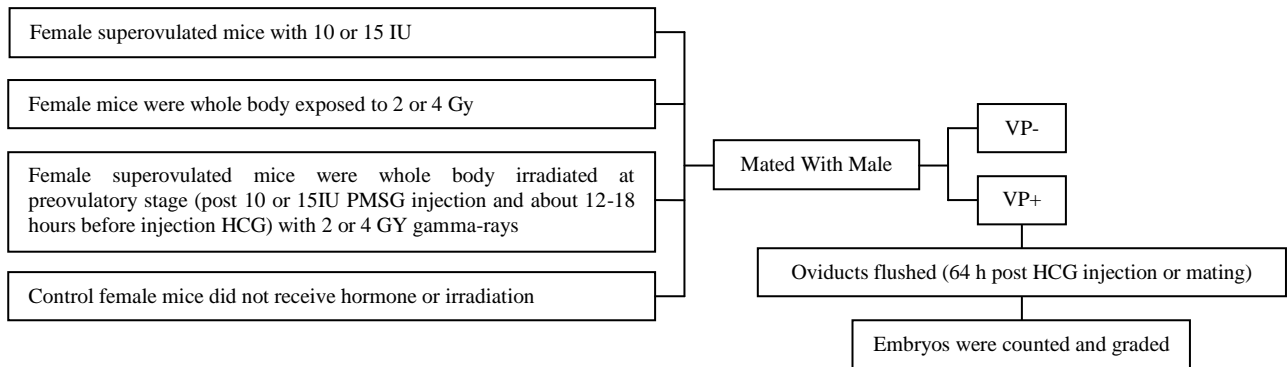 Female superovulated mice with 10 or 15 IU
Female mice were whole body exposed to 2 or 4 Gy
Female superovulated mice were whole body irradiated at
preovulatory stage (post 10 or 15IU PMSG injection and about 12-18
hours before injection HCG) with 2 or 4 GY gamma-rays
Control female mice did not receive hormone or irradiation
Mated With Male
VP-
VP+
Oviducts flushed (64 h post HCG injection or mating)
Embryos were counted and graded